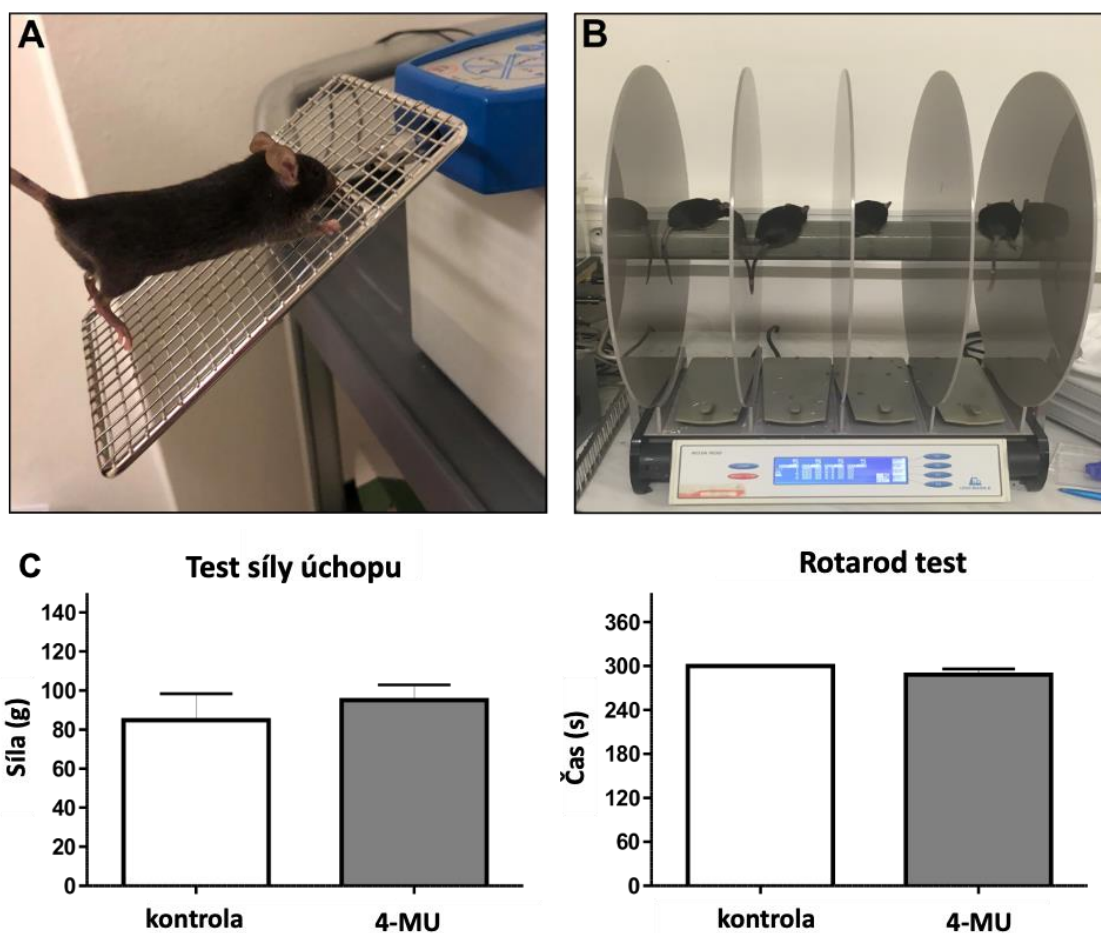 A
B
C
Test síly úchopu
Síla (g)
140
120
100
80
60
40
20
0
kontrola
4-MU
Rotarod test
Čas (s)
360
300
240
180
120
60
0
kontrola
4-MU